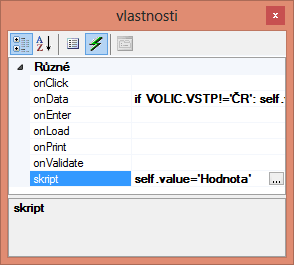 vlastnosti
x
A
Z
Různé
onClick
onData if VOLIC.VSTP!='ČR': self.
onEnter
onLoad
onPrint
onValidate
skript self.value='Hodnota' ...
skript